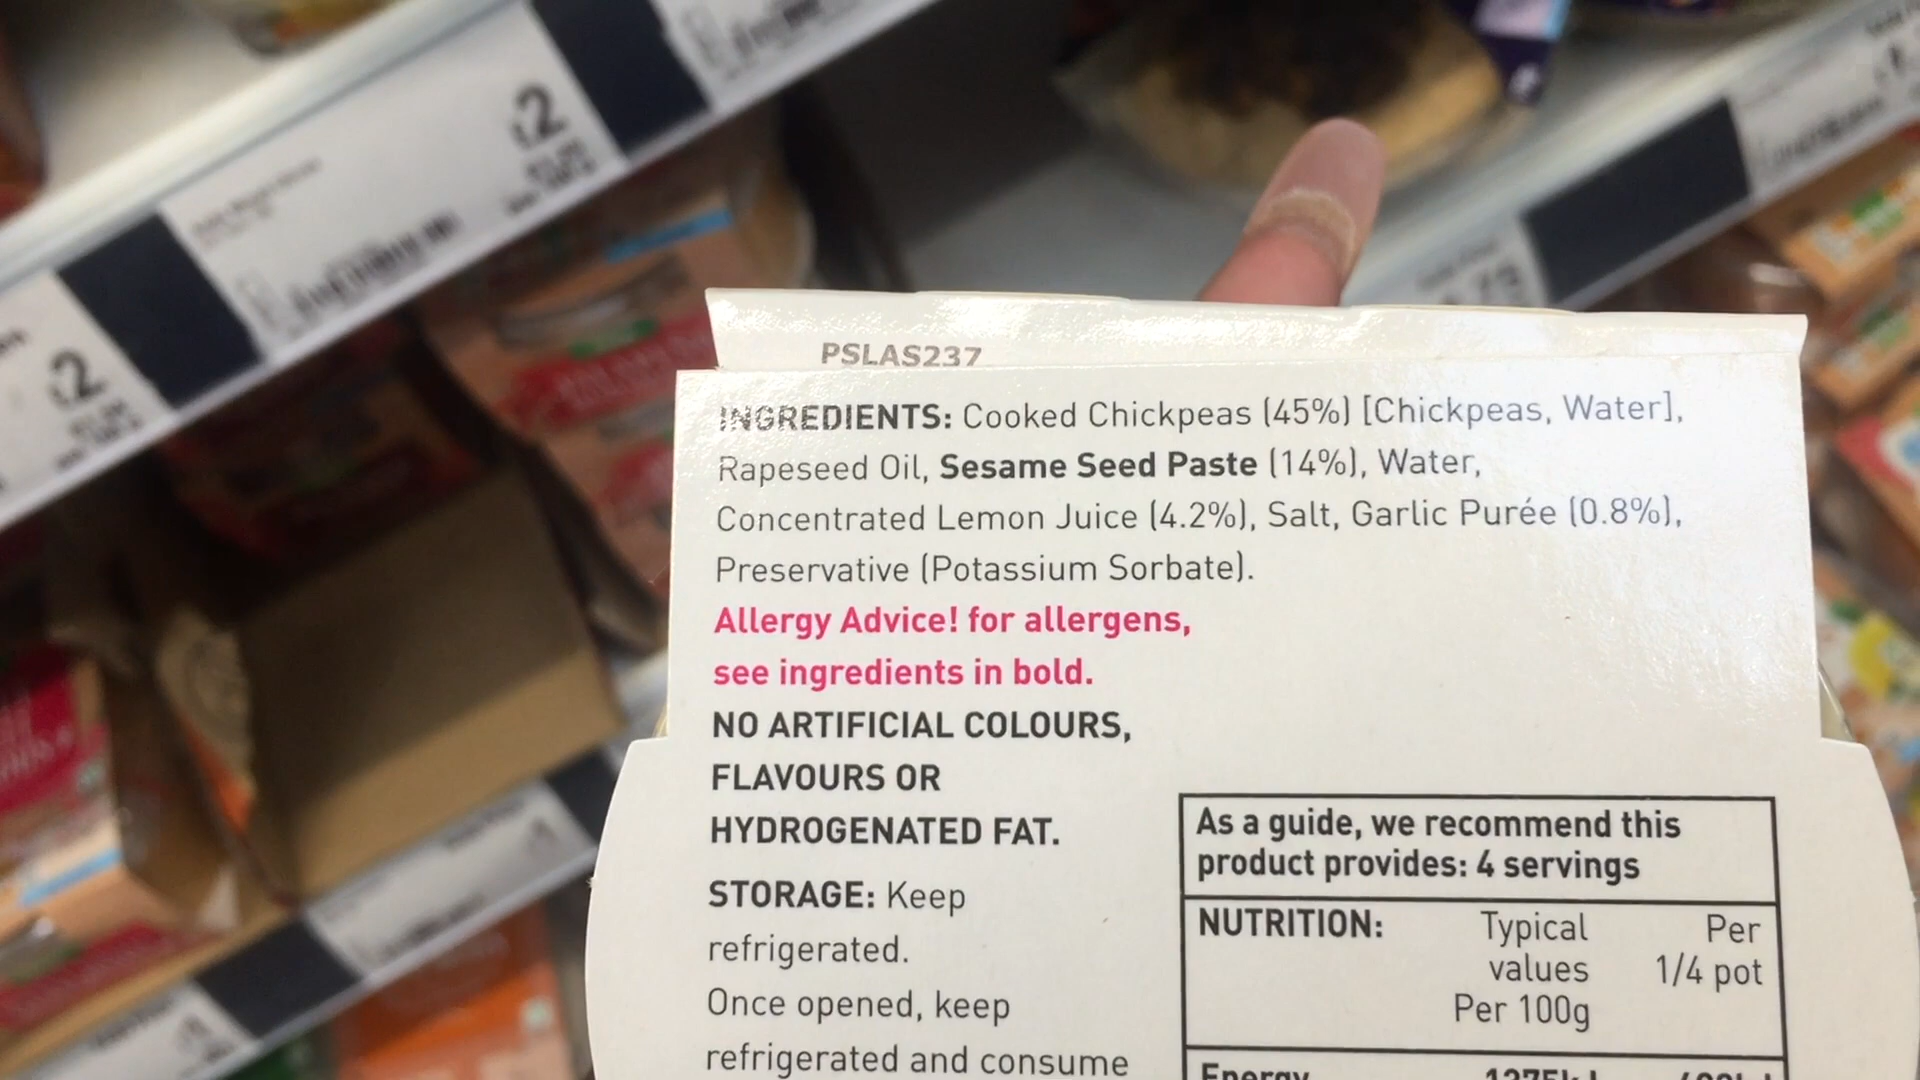 £2
£2
PSLAS237
INGREDIENTS: Cooked Chickpeas (45%) [Chickpeas, Water],
Rapeseed Oil, Sesame Seed Paste (14%), Water,
Concentrated Lemon Juice (4.2%), Salt, Garlic Purée (0.8%),
Preservative (Potassium Sorbate).
Allergy Advice! for allergens,
see ingredients in bold.
NO ARTIFICIAL COLOURS,
FLAVOURS OR
HYDROGENATED FAT.
STORAGE: Keep
refrigerated.
Once opened, keep
refrigerated and consume
As a guide, we recommend this
product provides: 4 servings
NUTRITION: Typical Per
values 1/4 pot
Per 100g
Energy